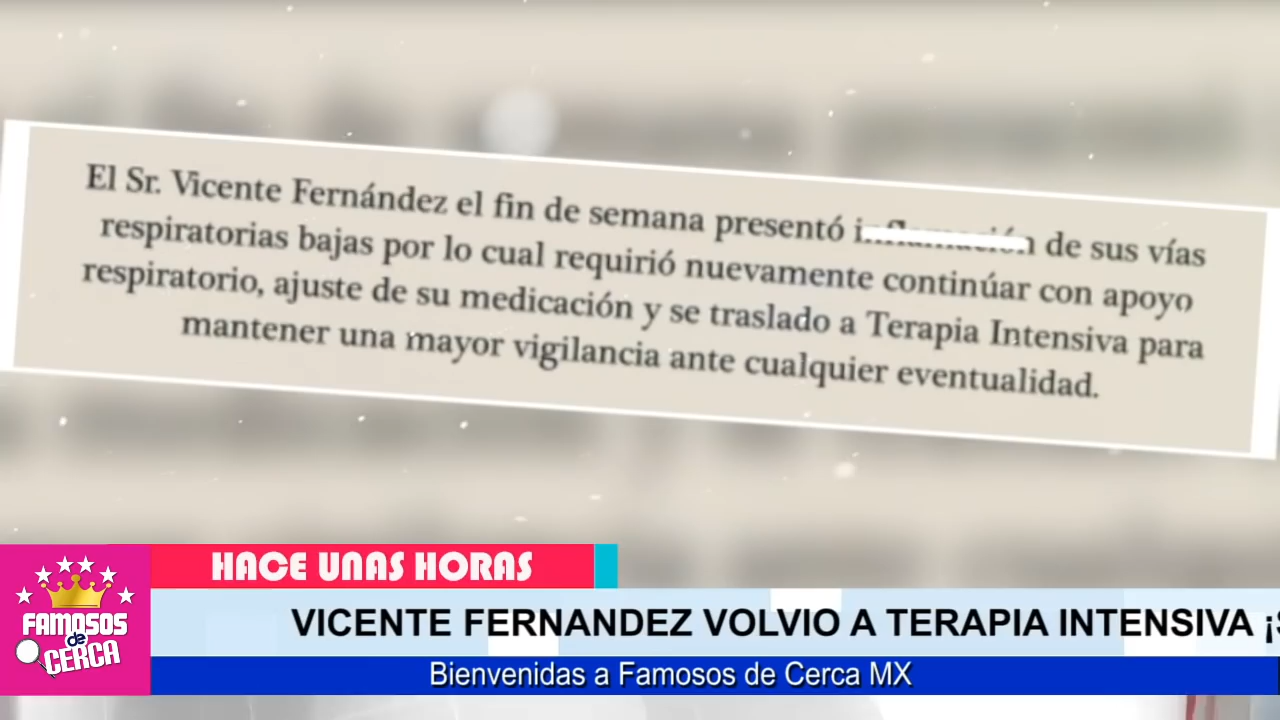 El Sr. Vicente Fernández el fin de semana presentó inflamación de sus vías
respiratorias bajas por lo cual requirió nuevamente continúar con apoyo
respiratorio, ajuste de su medicación y se traslado a Terapia Intensiva para
mantener una mayor vigilancia ante cualquier eventualidad.
HACE UNAS HORAS
VICENTE FERNANDEZ VOLVIO A TERAPIA INTENSIVA ¡S
FAMOSOS
de
CERCA
Bienvenidas a Famosos de Cerca MX